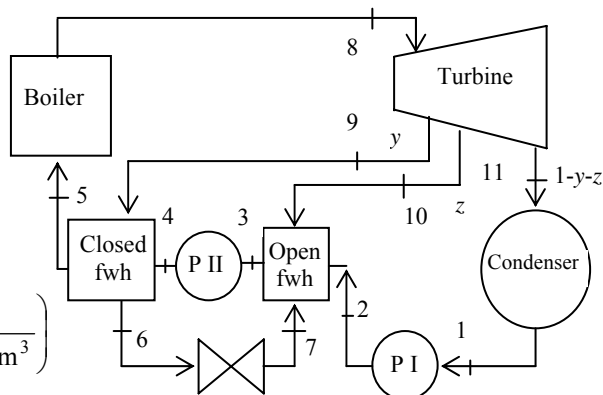 8
Turbine
Boiler
9
y
11
1-y-z
5
4
3
10
z
Closed
fwh
P II
Open
fwh
Condenser
2
6
7
1
P I
m³